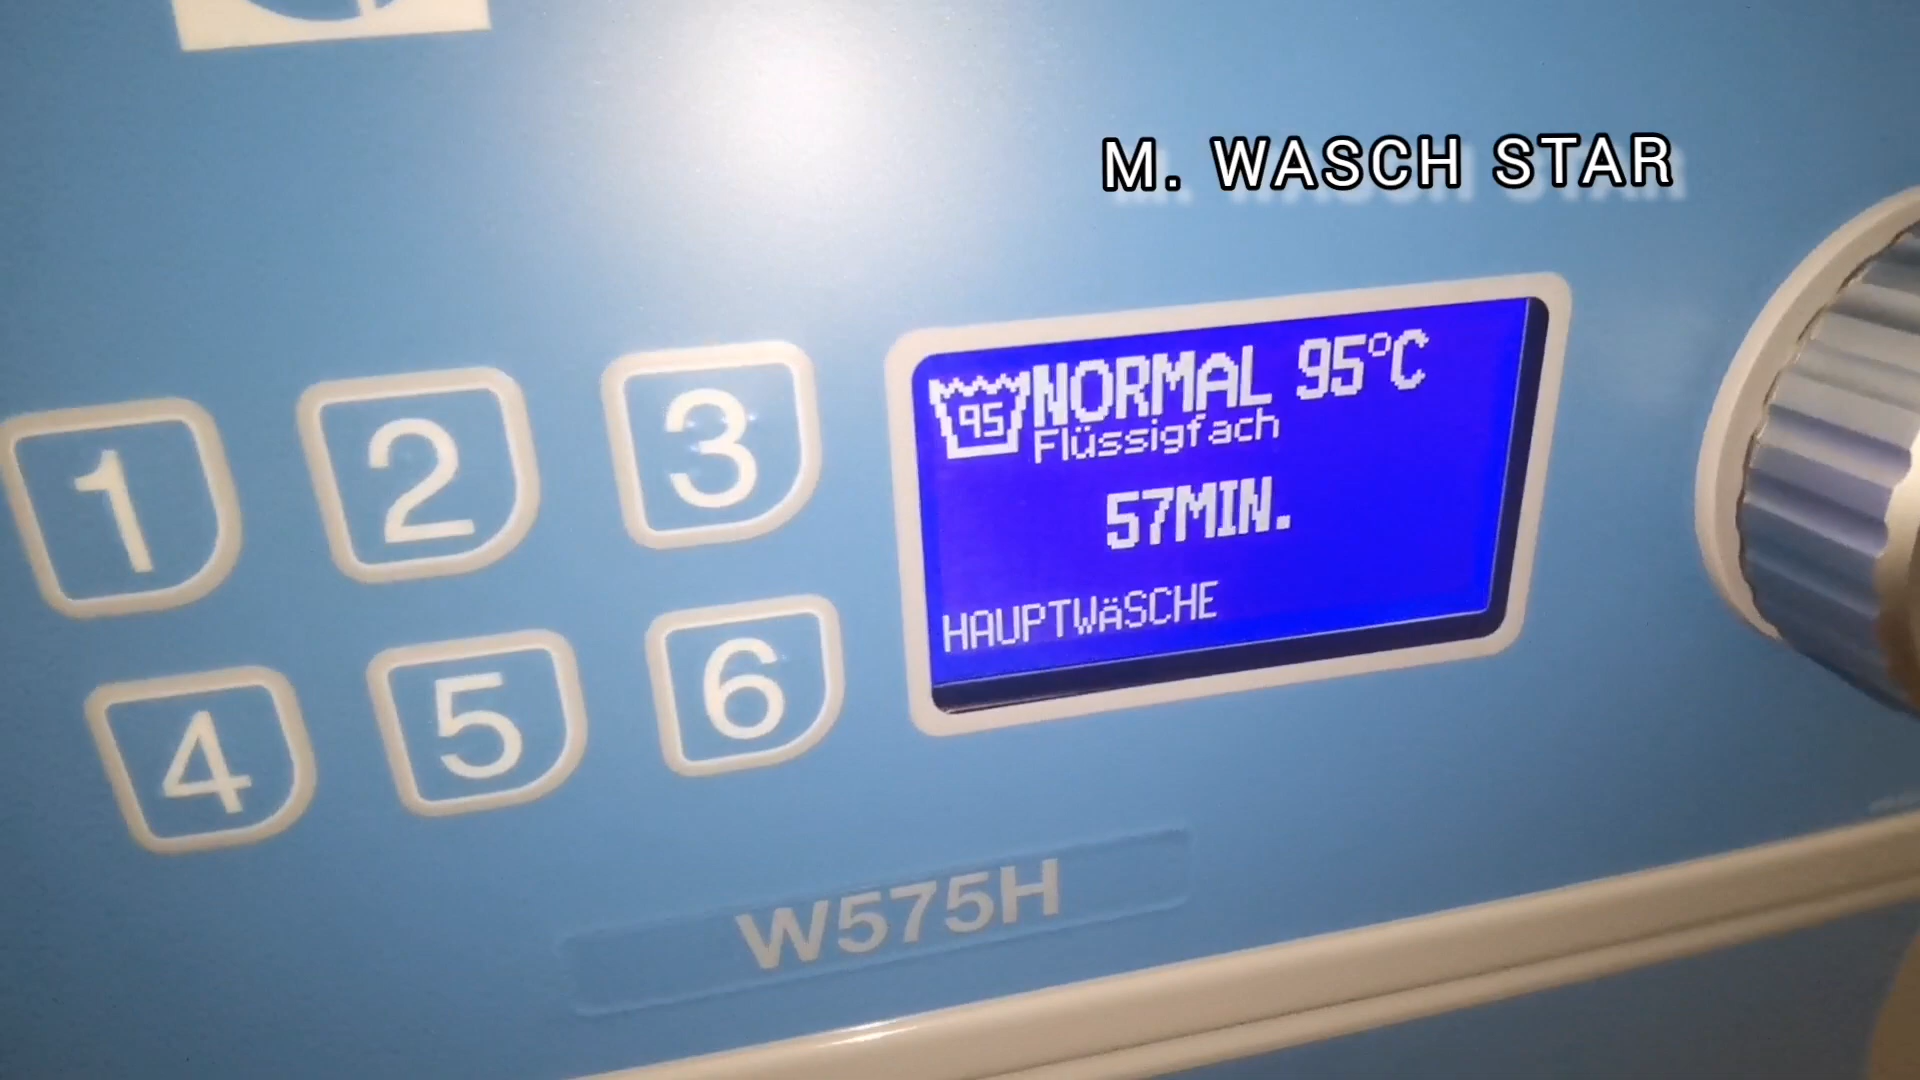 M. WASCH STAR
1 2 3
4 5 6
95 NORMAL 95°C
Flüssigfach
57MIN.
HAUPTWäSCHE
W575H